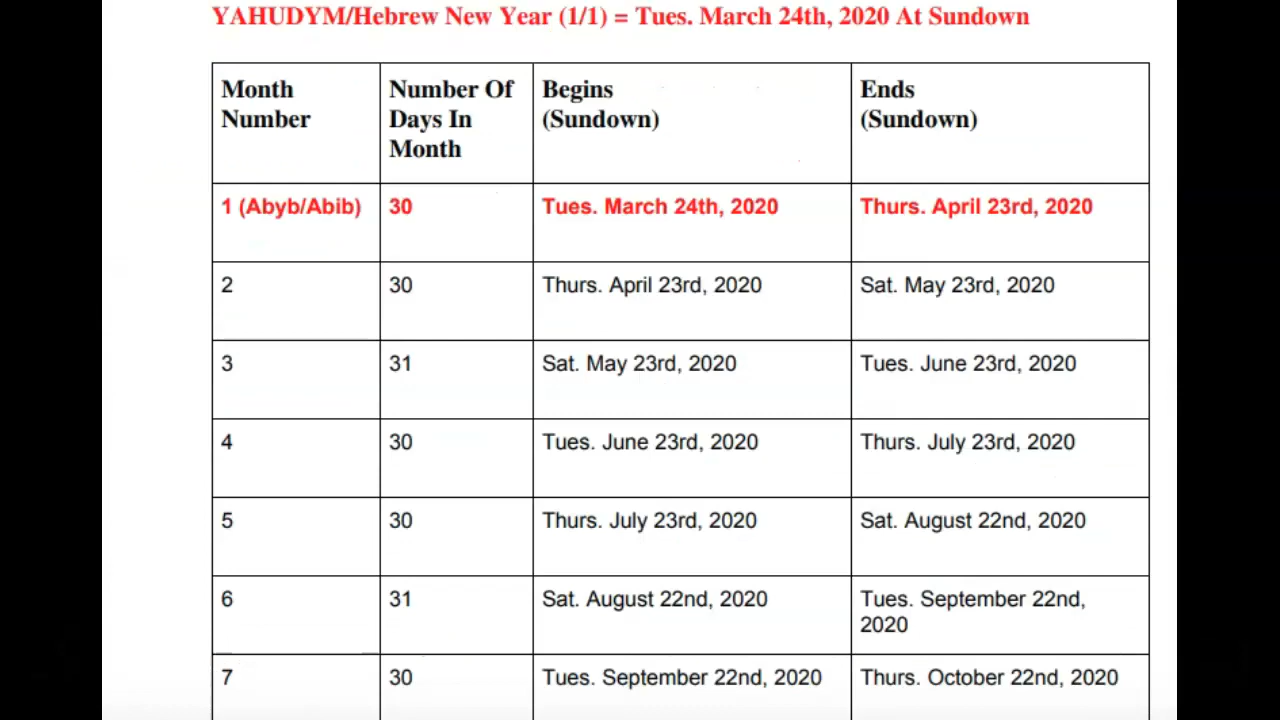 YAHUDYM/Hebrew New Year (1/1) = Tues. March 24th, 2020 At Sundown
Month Number | Number Of Days In Month | Begins (Sundown) | Ends (Sundown)
1 (Abyb/Abib) | 30 | Tues. March 24th, 2020 | Thurs. April 23rd, 2020
2 | 30 | Thurs. April 23rd, 2020 | Sat. May 23rd, 2020
3 | 31 | Sat. May 23rd, 2020 | Tues. June 23rd, 2020
4 | 30 | Tues. June 23rd, 2020 | Thurs. July 23rd, 2020
5 | 30 | Thurs. July 23rd, 2020 | Sat. August 22nd, 2020
6 | 31 | Sat. August 22nd, 2020 | Tues. September 22nd, 2020
7 | 30 | Tues. September 22nd, 2020 | Thurs. October 22nd, 2020